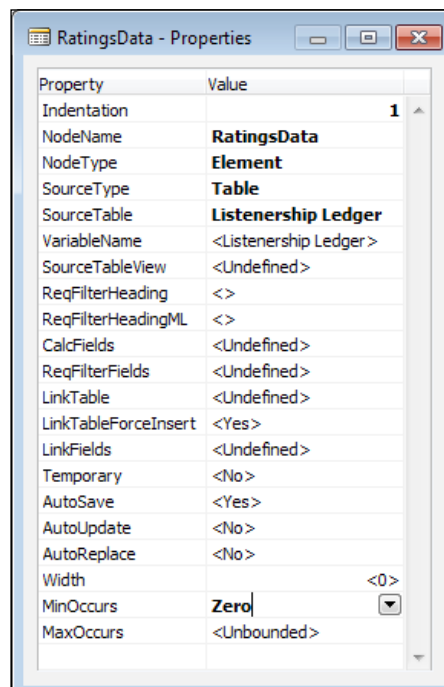 RatingsData - Properties
Property Value
Indentation 1
NodeName RatingsData
NodeType Element
SourceType Table
SourceTable Listenership Ledger
VariableName <Listenership Ledger>
SourceTableView <Undefined>
ReqFilterHeading <>
ReqFilterHeadingML <>
CalcFields <Undefined>
ReqFilterFields <Undefined>
LinkTable <Undefined>
LinkTableForceInsert <Yes>
LinkFields <Undefined>
Temporary <No>
AutoSave <Yes>
AutoUpdate <No>
AutoReplace <No>
Width <0>
MinOccurs Zero
MaxOccurs <Unbounded>